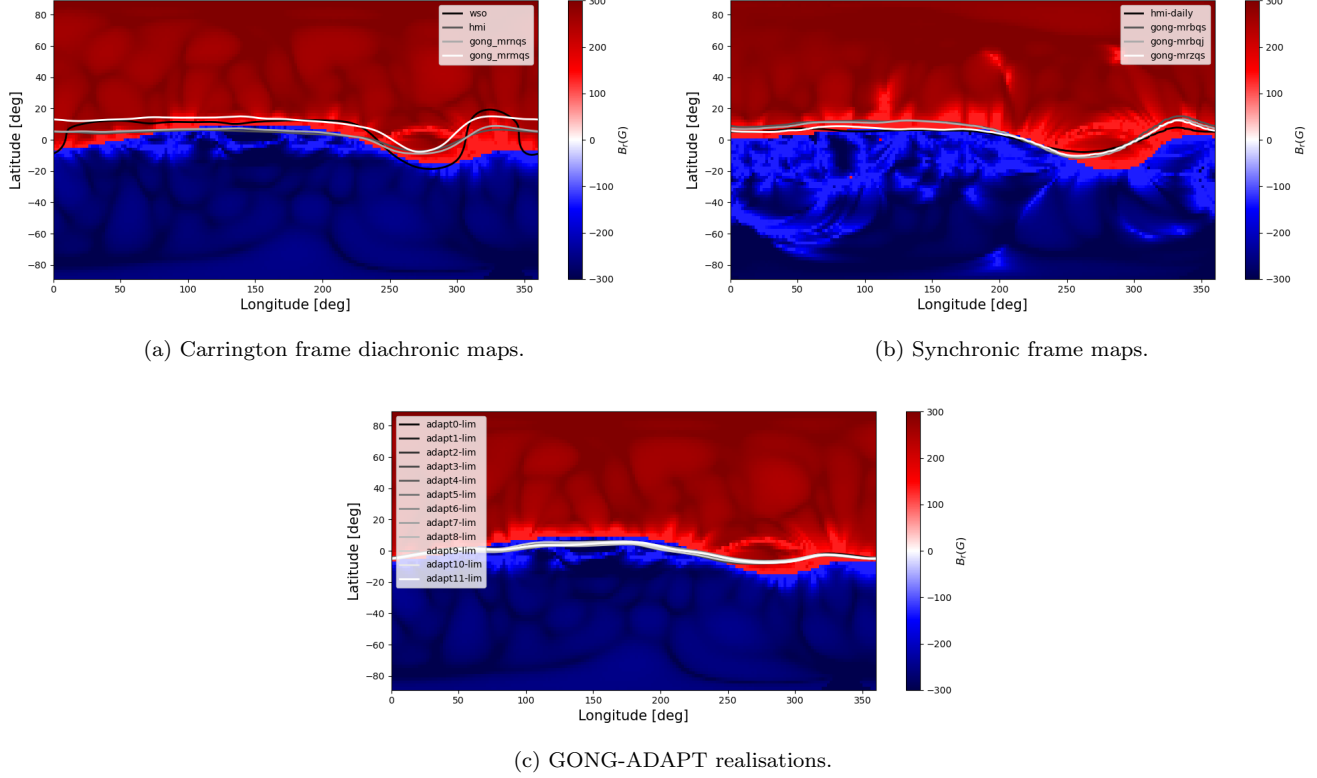 wso
hmi
gong_mrnqs
gong_mrmqs
80
60
40
20
0
−20
−40
−60
−80
Latitude [deg]
0 50 100 150 200 250 300 350
Longitude [deg]
300
200
100
0
−100
−200
−300
Br(G)
(a) Carrington frame diachronic maps.
hmi-daily
gong-mrbqs
gong-mrbqj
gong-mrzqs
80
60
40
20
0
−20
−40
−60
−80
Latitude [deg]
0 50 100 150 200 250 300 350
Longitude [deg]
300
200
100
0
−100
−200
−300
Br(G)
(b) Synchronic frame maps.
adapt0-lim
adapt1-lim
adapt2-lim
adapt3-lim
adapt4-lim
adapt5-lim
adapt6-lim
adapt7-lim
adapt8-lim
adapt9-lim
adapt10-lim
adapt11-lim
80
60
40
20
0
−20
−40
−60
−80
Latitude [deg]
0 50 100 150 200 250 300 350
Longitude [deg]
300
200
100
0
−100
−200
−300
Br(G)
(c) GONG-ADAPT realisations.